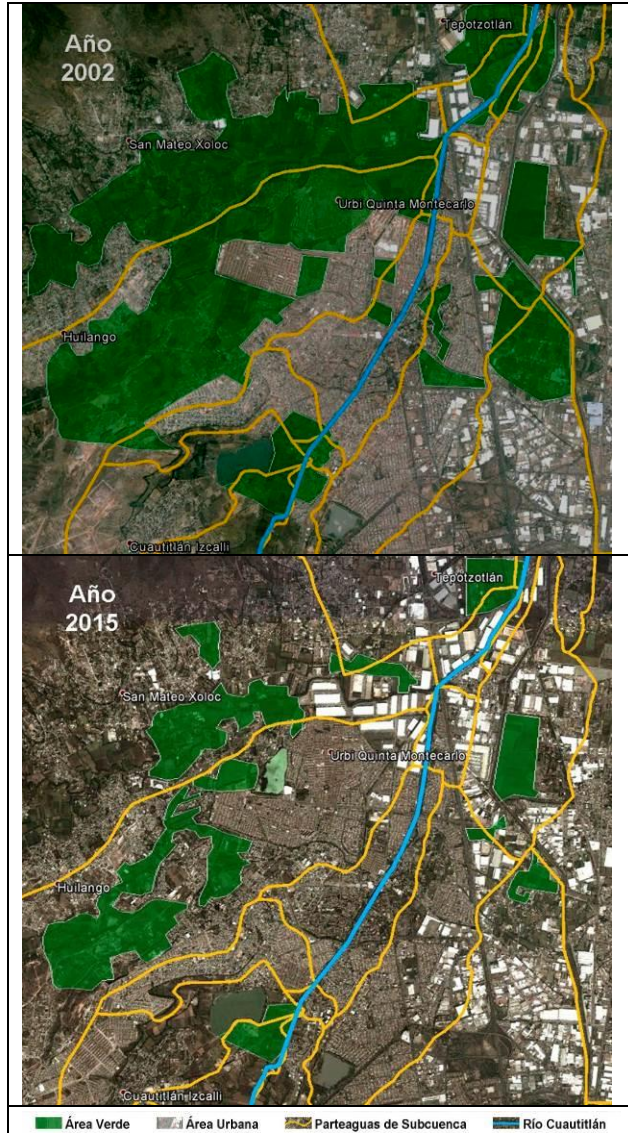 Año
2002
Tepotzotlán
San Mateo Xoloc
Urbi Quinta Montecarlo
Huilango
Cuautitlán Izcalli
Año
2015
Tepotzotlán
San Mateo Xoloc
Urbi Quinta Montecarlo
Huilango
Cuautitlán Izcalli
Área Verde Área Urbana Parteaguas de Subcuenca Río Cuautitlán